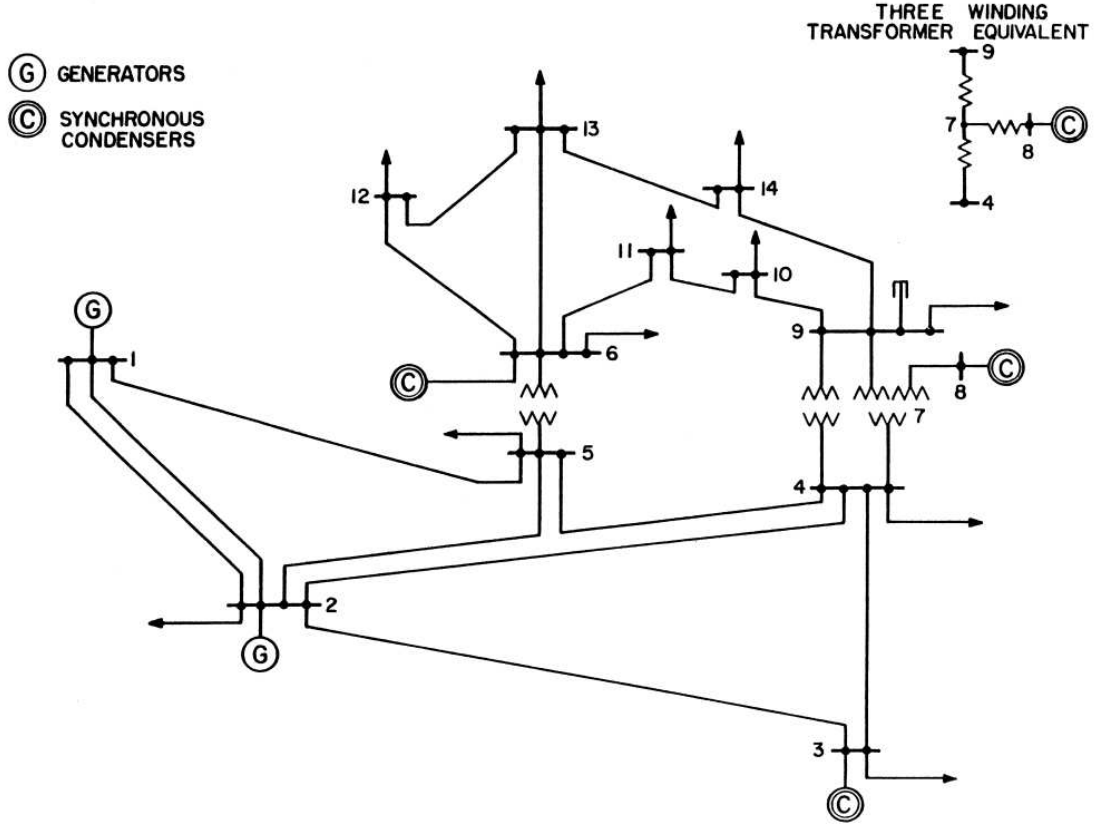 THREE WINDING
TRANSFORMER EQUIVALENT
9
7
C
8
4
G GENERATORS
C SYNCHRONOUS
CONDENSERS
13
12
14
11
10
G
1
9
6
C
8
C
7
5
4
2
G
3
C